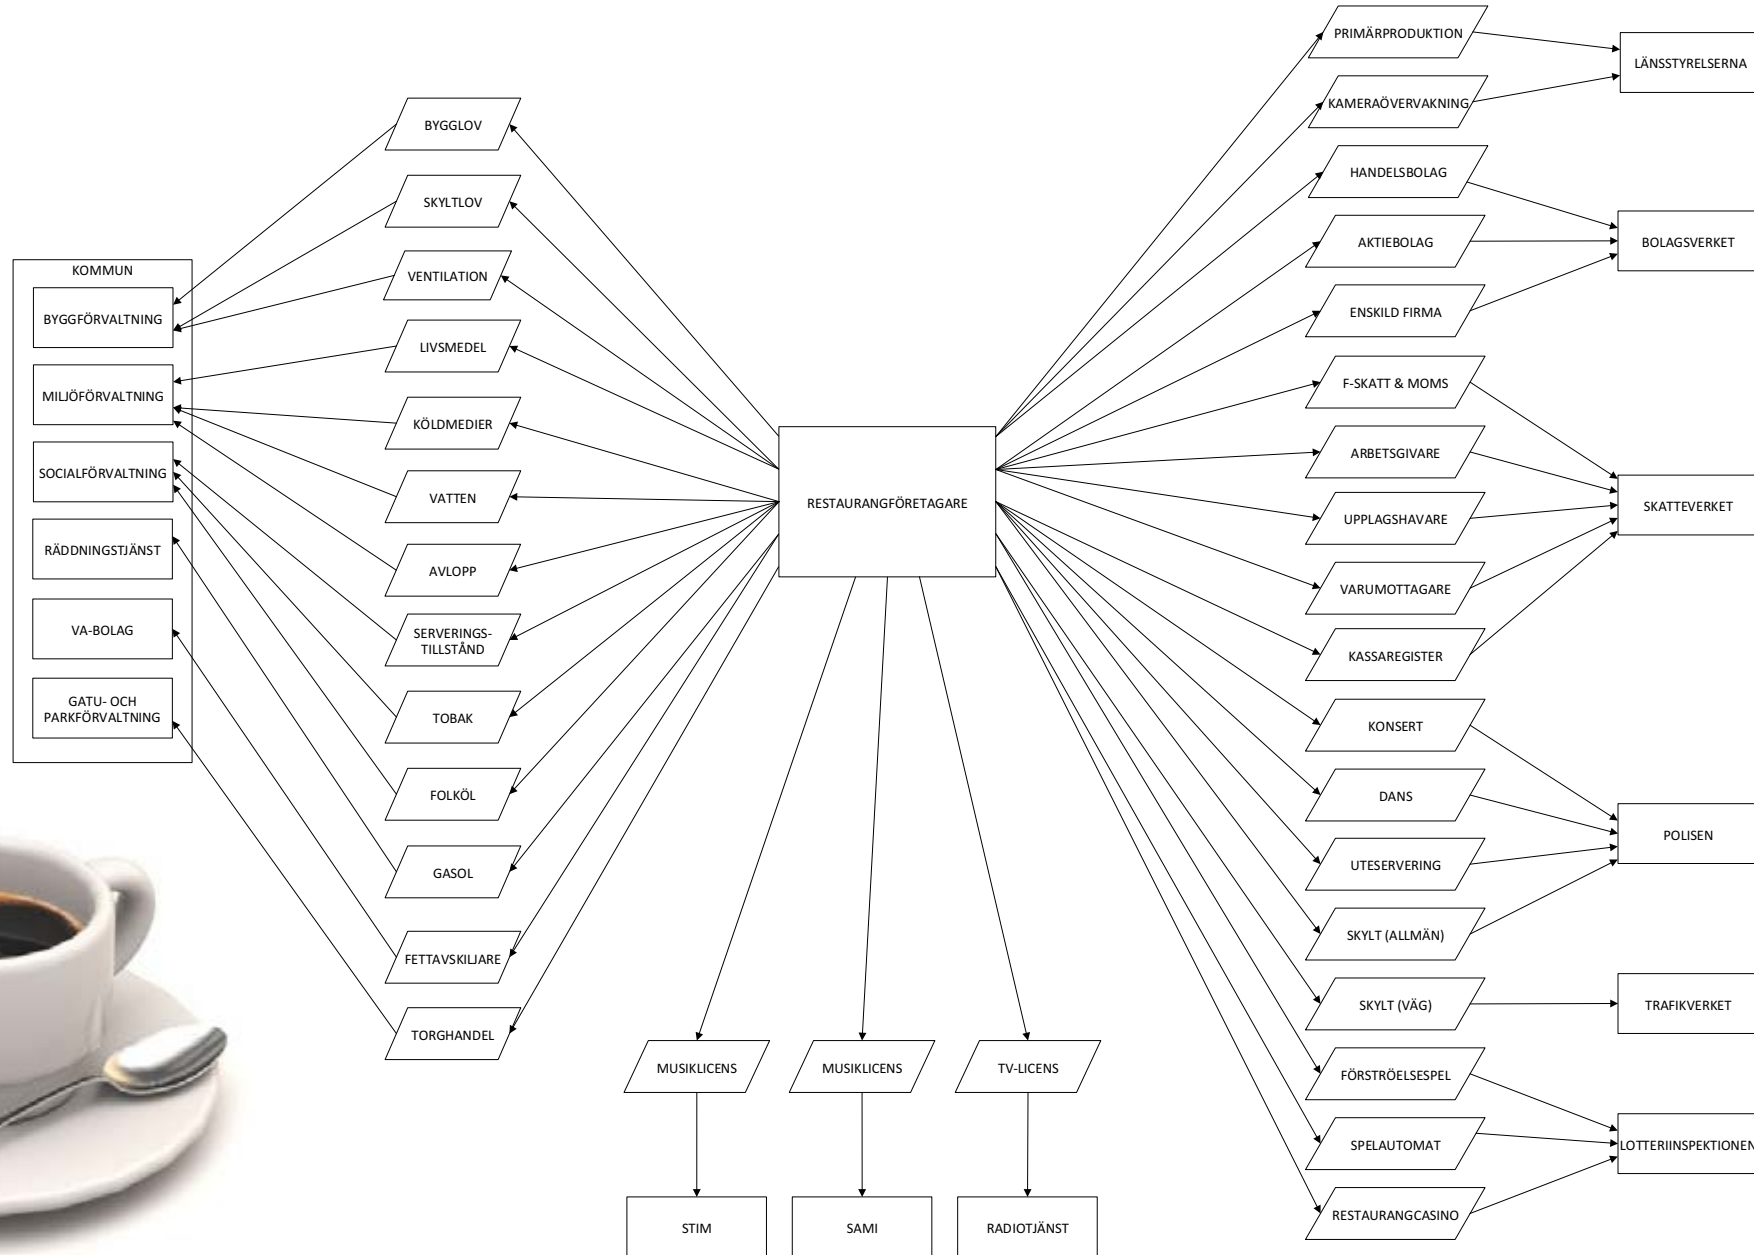 KOMMUN
BYGGFÖRVALTNING
MILJÖFÖRVALTNING
SOCIALFÖRVALTNING
RÄDDNINGSTJÄNST
VA-BOLAG
GATU- OCH
PARKFÖRVALTNING
BYGGLOV
SKYLTLOV
VENTILATION
LIVSMEDEL
KÖLDMEDIER
VATTEN
AVLOPP
SERVERINGS-
TILLSTÅND
TOBAK
FOLKÖL
GASOL
FETTAVSKILJARE
TORGHANDEL
RESTAURANGFÖRETAGARE
MUSIKLICENS
MUSIKLICENS
TV-LICENS
STIM
SAMI
RADIOTJÄNST
PRIMÄRPRODUKTION
KAMERAÖVERVAKNING
HANDELSBOLAG
AKTIEBOLAG
ENSKILD FIRMA
F-SKATT & MOMS
ARBETSGIVARE
UPPLAGSHAVARE
VARUMOTTAGARE
KASSAREGISTER
KONSERT
DANS
UTESERVERING
SKYLT (ALLMÄN)
SKYLT (VÄG)
FÖRSTRÖELSESPEL
SPELAUTOMAT
RESTAURANGCASINO
LÄNSSTYRELSERNA
BOLAGSVERKET
SKATTEVERKET
POLISEN
TRAFIKVERKET
LOTTERIINSPEKTIONEN